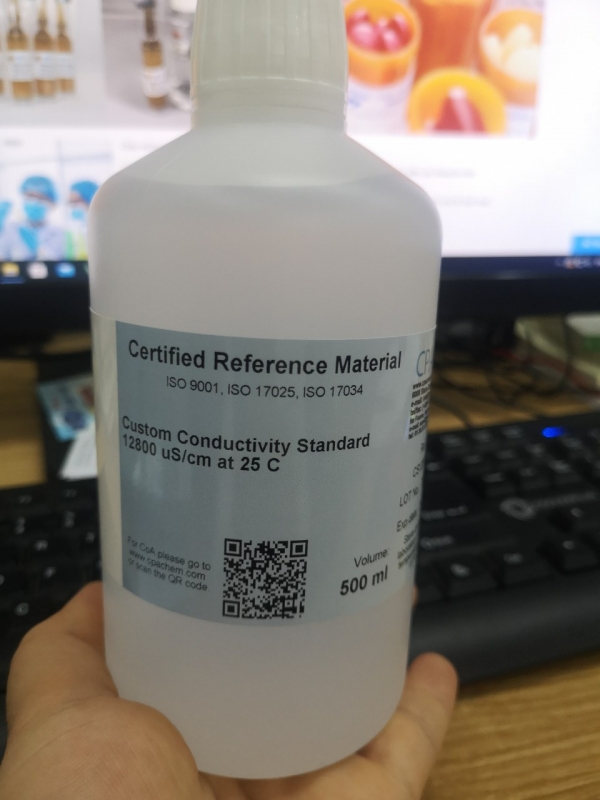 Certified Reference Material
ISO 9001, ISO 17025, ISO 17034
Custom Conductivity Standard
12800 uS/cm at 25 C
For CoA please go to
www.cpachem.com
or scan the QR code
Volume:
500 ml
LOT No